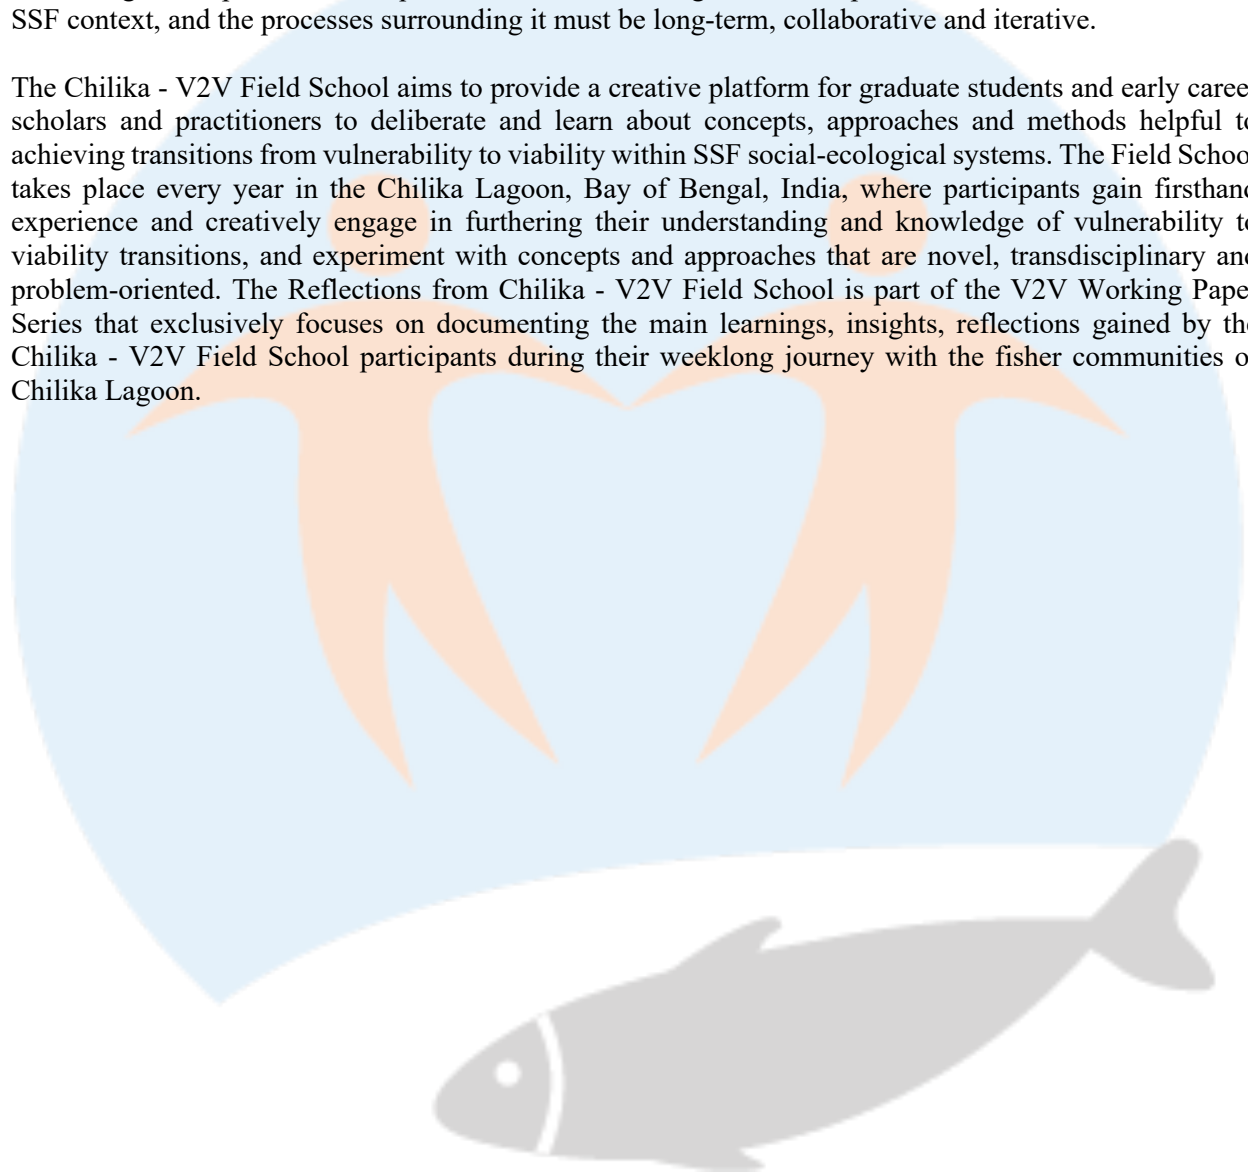 SSF context, and the processes surrounding it must be long-term, collaborative and iterative.
The Chilika - V2V Field School aims to provide a creative platform for graduate students and early caree
scholars and practitioners to deliberate and learn about concepts, approaches and methods helpful t
achieving transitions from vulnerability to viability within SSF social-ecological systems. The Field Schoo
takes place every year in the Chilika Lagoon, Bay of Bengal, India, where participants gain firsthan
experience and creatively engage in furthering their understanding and knowledge of vulnerability t
viability transitions, and experiment with concepts and approaches that are novel, transdisciplinary an
problem-oriented. The Reflections from Chilika - V2V Field School is part of the V2V Working Pape
Series that exclusively focuses on documenting the main learnings, insights, reflections gained by th
Chilika - V2V Field School participants during their weeklong journey with the fisher communities o
Chilika Lagoon.